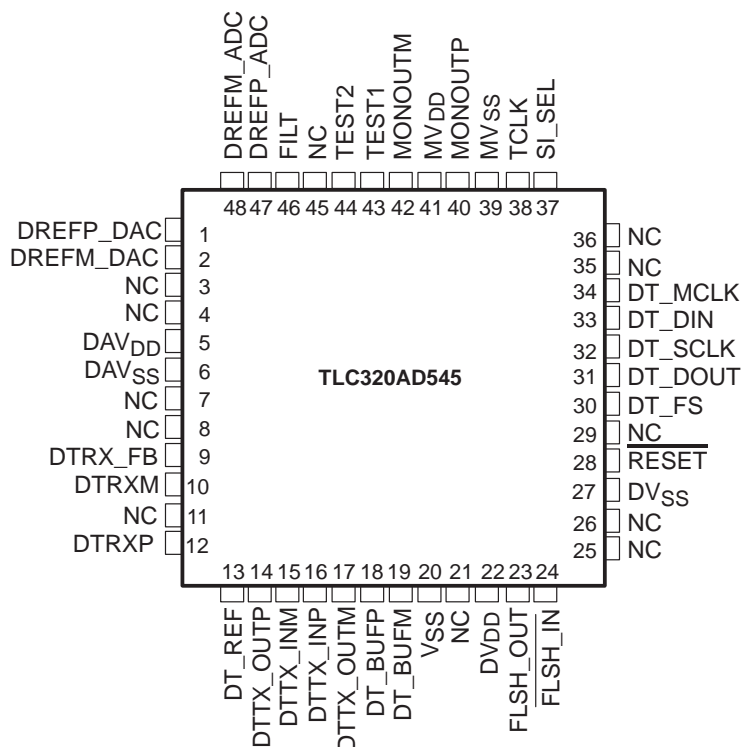 DREFM_ADC
DREFP_ADC
FILT
NC
TEST2
TEST1
MONOUTM
MVDD
MONOUTP
MVSS
TCLK
SI_SEL
48 47 46 45 44 43 42 41 40 39 38 37
DREFP_DAC 1
DREFM_DAC 2
NC 3
NC 4
DAVDD 5
DAVSS 6
NC 7
NC 8
DTRX_FB 9
DTRXM 10
NC 11
DTRXP 12
TLC320AD545
36 NC
35 NC
34 DT_MCLK
33 DT_DIN
32 DT_SCLK
31 DT_DOUT
30 DT_FS
29 NC
28 RESET
27 DVSS
26 NC
25 NC
13 14 15 16 17 18 19 20 21 22 23 24
DT_REF
DTTX_OUTP
DTTX_INM
DTTX_INP
DTTX_OUTM
DT_BUFP
DT_BUFM
VSS
NC
DVDD
FLSH_OUT
FLSH_IN